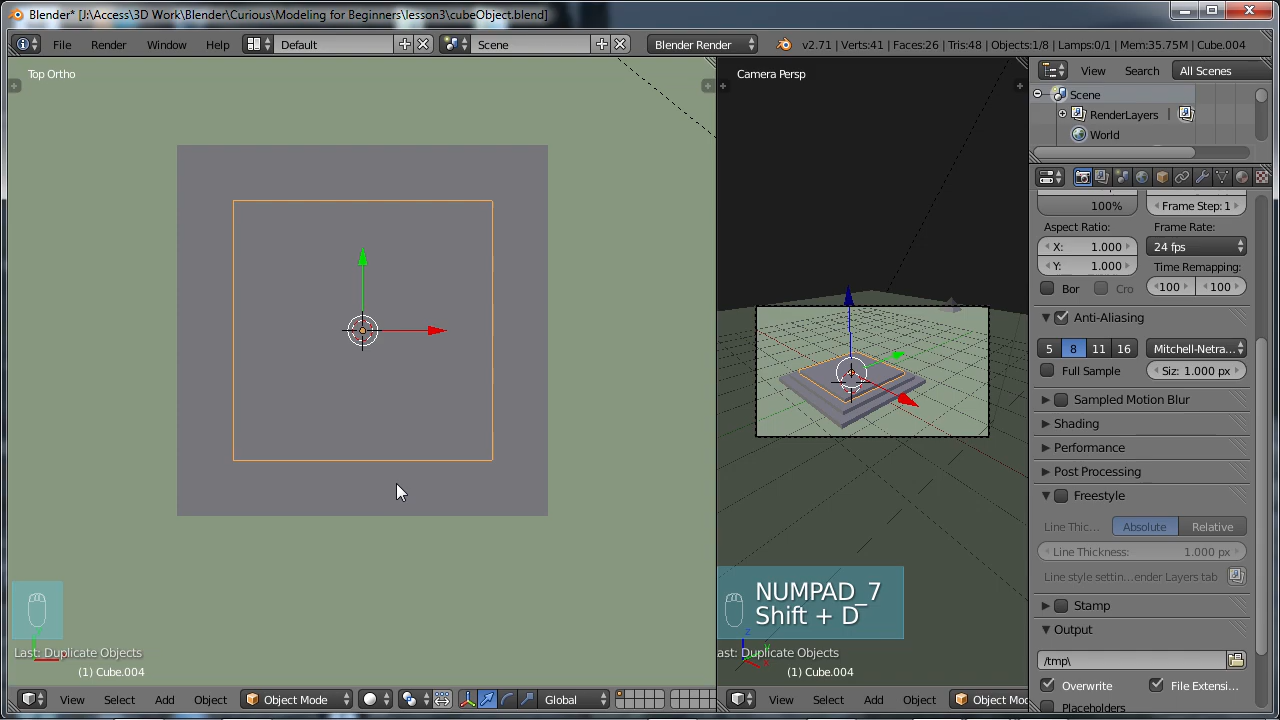 Blender* [J:\Access\3D Work\Blender\Curious\Modeling for Beginners\lesson3\cubeObject.blend]
File Render Window Help Default Scene Blender Render v2.71 | Verts:41 | Faces:26 | Tris:48 | Objects:1/8 | Lamps:0/1 | Mem:35.75M | Cube.004
Top Ortho
Camera Persp
View Search All Scenes
Scene
RenderLayers
World
100% Frame Step: 1
Aspect Ratio: Frame Rate:
X: 1.000 24 fps
Y: 1.000 Time Remapping:
Bor Cro 100 100
Anti-Aliasing
5 8 11 16 Mitchell-Netra...
Full Sample Siz: 1.000 px
Sampled Motion Blur
Shading
Performance
Post Processing
Freestyle
Line Thic... Absolute Relative
Line Thickness: 1.000 px
Line style settin...ender Layers tab
Stamp
Output
/tmp\
Overwrite File Extensi...
Placeholders
NUMPAD_7
Shift + D
z
Last: Duplicate Objects
ast: Duplicate Objects
(1) Cube.004
(1) Cube.004
View Select Add Object Object Mode Global
View Select Add Object Object Mo